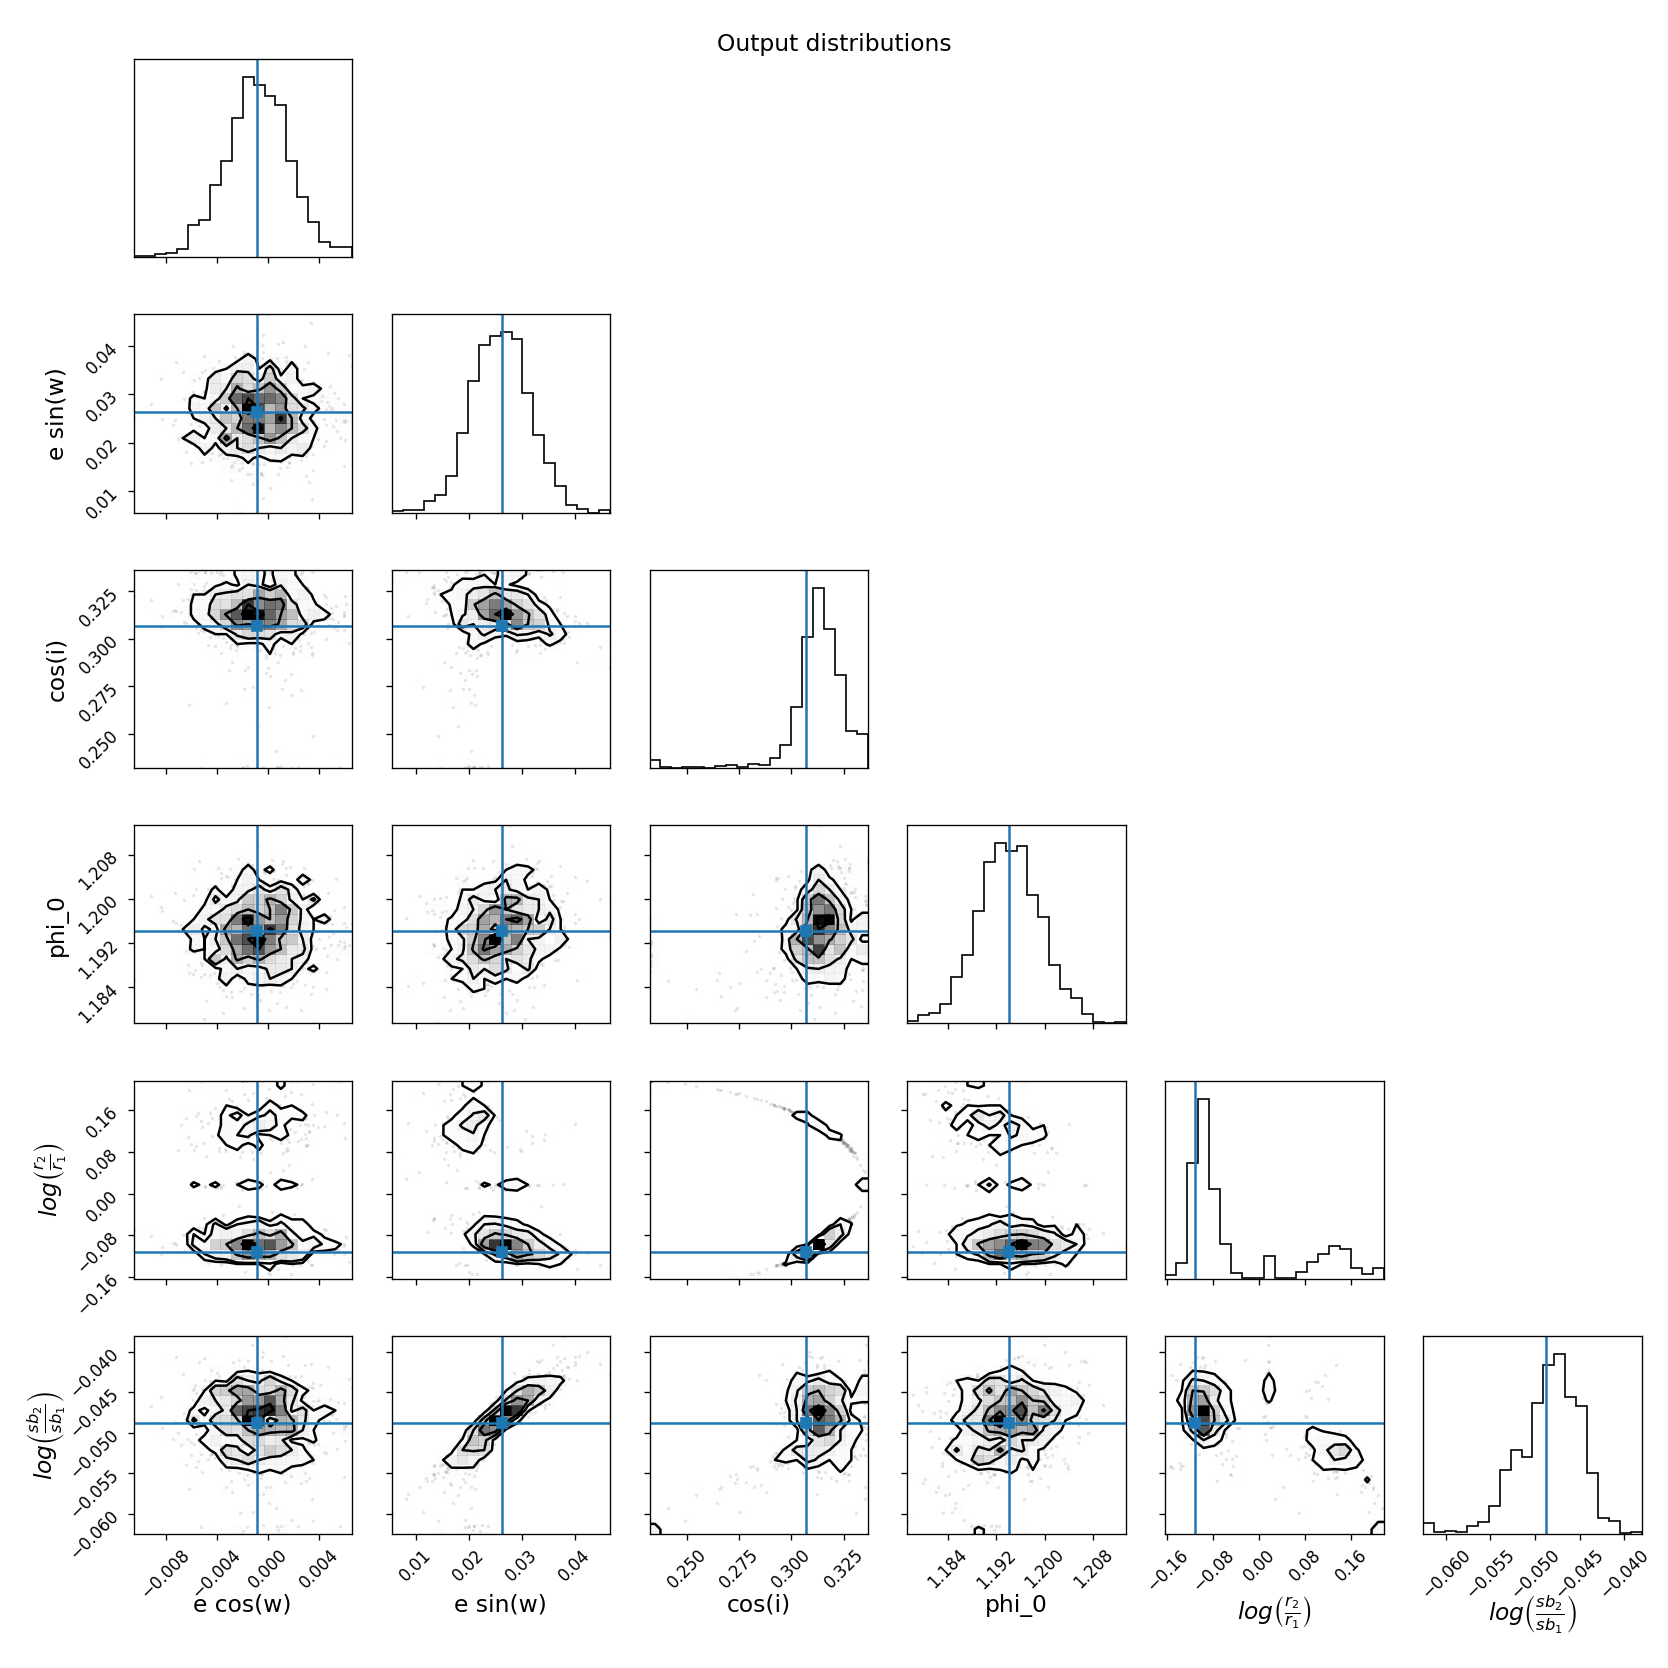 Output distributions
e sin(w)
0.04
0.03
0.02
0.01
cos(i)
0.325
0.300
0.275
0.250
phi_0
1.208
1.200
1.192
1.184
log(r₂/r₁)
0.16
0.08
0.00
−0.08
−0.16
log(sb₂/sb₁)
−0.040
−0.045
−0.050
−0.055
−0.060
−0.008 −0.004 0.000 0.004
0.01 0.02 0.03 0.04
0.250 0.275 0.300 0.325
1.184 1.192 1.200 1.208
−0.16 −0.08 0.00 0.08 0.16
−0.060 −0.055 −0.050 −0.045 −0.040
e cos(w) e sin(w) cos(i) phi_0 log(r₂/r₁) log(sb₂/sb₁)